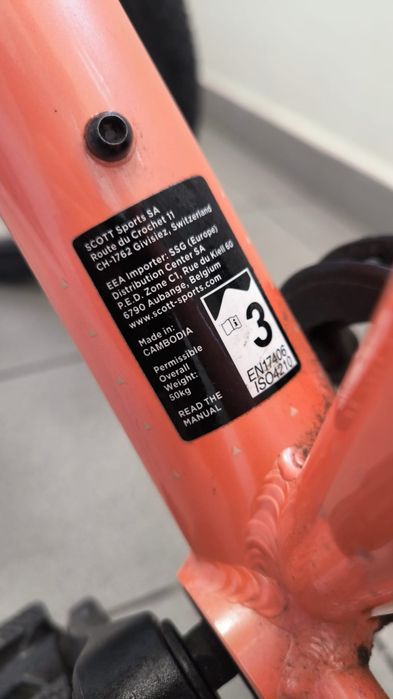 SCOTT Sports SA
Route du Crochet 11
CH-1762 Givisiez, Switzerland
EEA Importer: SSG (Europe)
Distribution Center SA
P.E.D. Zone C1, Rue du Kiell 60
6790 Aubange, Belgium
www.scott-sports.com
Made in:
CAMBODIA
Permissible
Overall
Weight:
50kg
READ THE
MANUAL
3
EN17406
ISO4210